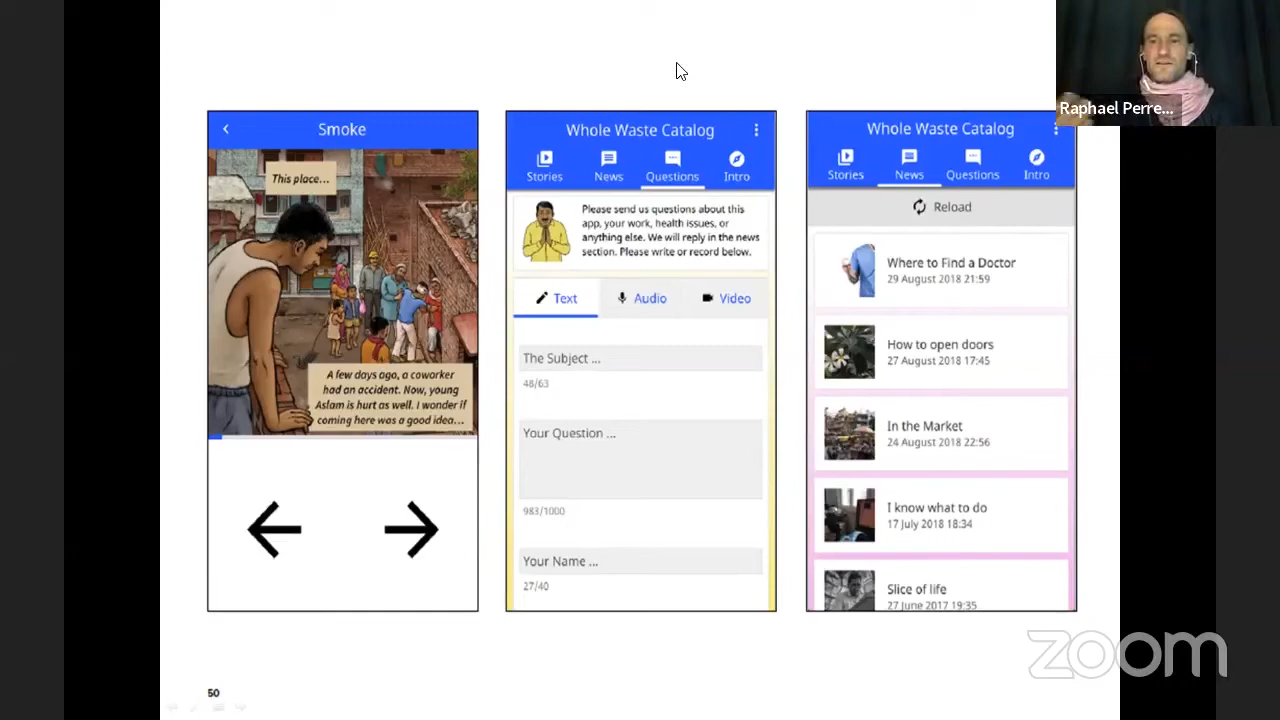 Smoke
This place...
A few days ago, a coworker
had an accident. Now, young
Aslam is hurt as well. I wonder if
coming here was a good idea...
Whole Waste Catalog
Stories
News
Questions
Intro
Please send us questions about this
app, your work, health issues, or
anything else. We will reply in the news
section. Please write or record below.
Text
Audio
Video
The Subject ...
48/63
Your Question ...
983/1000
Your Name ...
27/40
Whole Waste Catalog
Stories
News
Questions
Intro
Reload
Where to Find a Doctor
29 August 2018 21:59
How to open doors
27 August 2018 17:45
In the Market
24 August 2018 22:56
I know what to do
17 July 2018 18:34
Slice of life
27 June 2017 19:35
Raphael Perre...
zoom
50